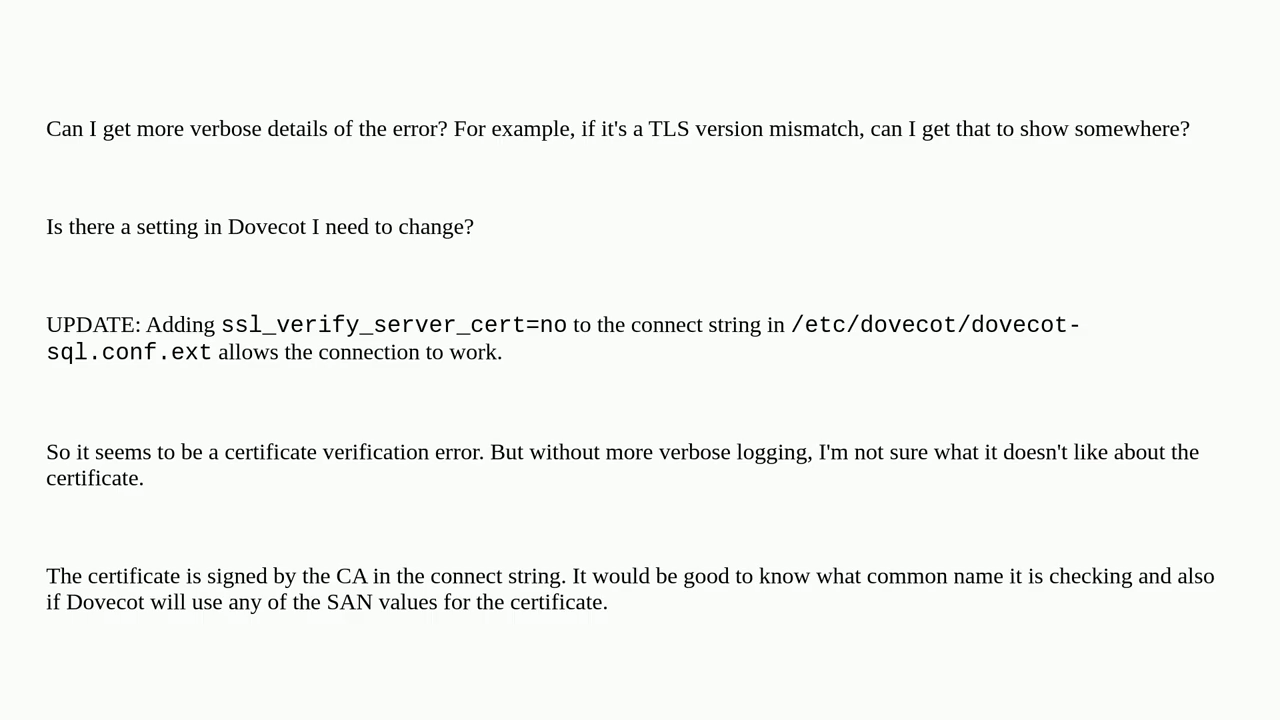 Can I get more verbose details of the error? For example, if it's a TLS version mismatch, can I get that to show somewhere?
Is there a setting in Dovecot I need to change?
UPDATE: Adding ssl_verify_server_cert=no to the connect string in /etc/dovecot/dovecot-
sql.conf.ext allows the connection to work.
So it seems to be a certificate verification error. But without more verbose logging, I'm not sure what it doesn't like about the
certificate.
The certificate is signed by the CA in the connect string. It would be good to know what common name it is checking and also
if Dovecot will use any of the SAN values for the certificate.